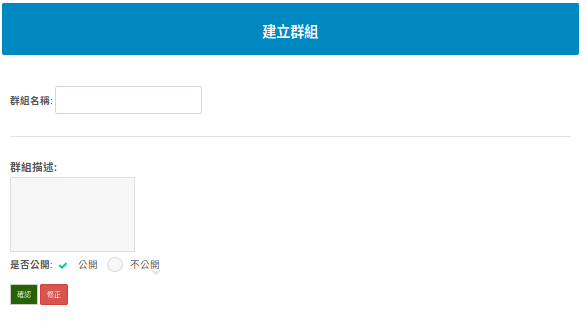 建立群組
群組名稱:
群組描述:
是否公開: 公開 不公開
確認 修正